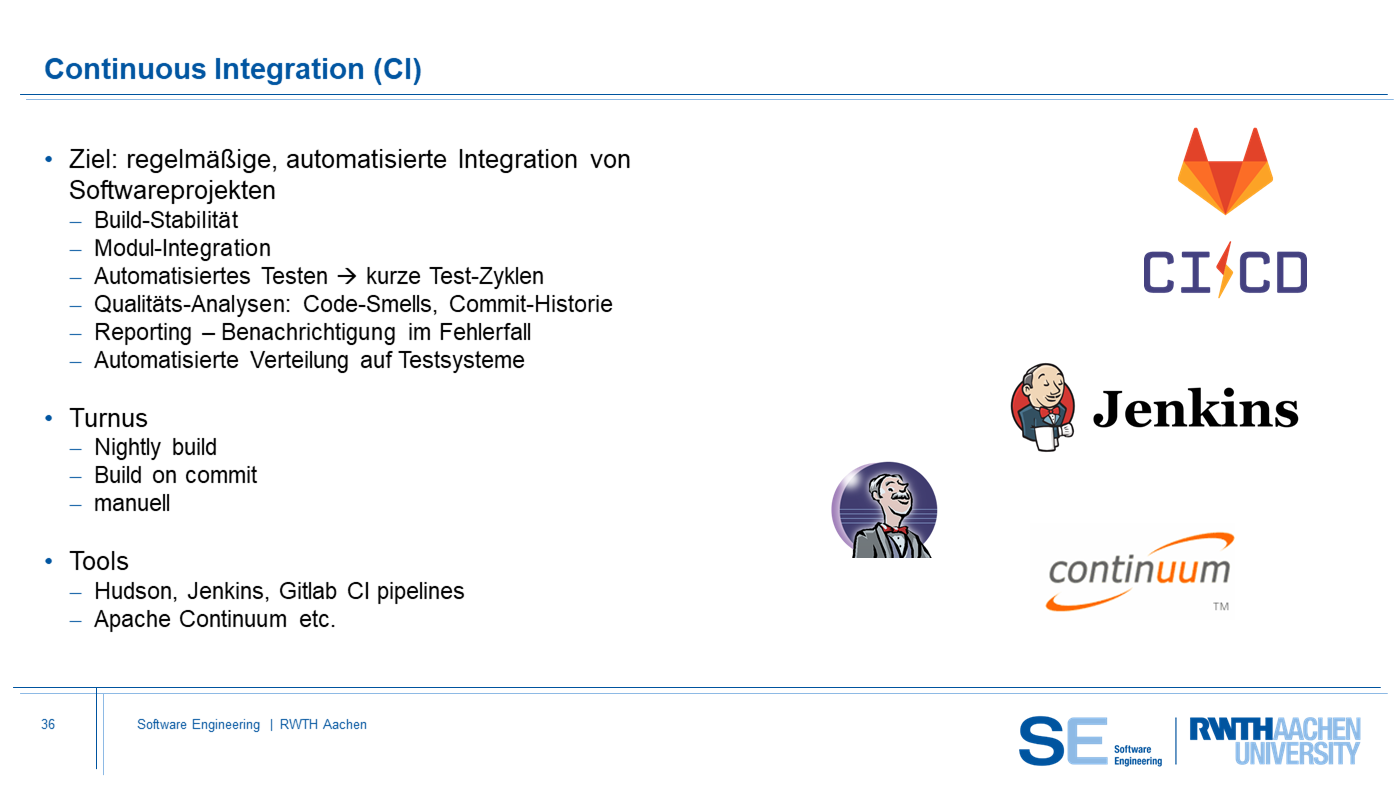 Continuous Integration (CI)
• Ziel: regelmäßige, automatisierte Integration von
Softwareprojekten
– Build-Stabilität
– Modul-Integration
– Automatisiertes Testen → kurze Test-Zyklen
– Qualitäts-Analysen: Code-Smells, Commit-Historie
– Reporting – Benachrichtigung im Fehlerfall
– Automatisierte Verteilung auf Testsysteme
• Turnus
– Nightly build
– Build on commit
– manuell
• Tools
– Hudson, Jenkins, Gitlab CI pipelines
– Apache Continuum etc.
CI CD
Jenkins
continuum
TM
36
Software Engineering | RWTH Aachen
SE Software
Engineering
RWTH AACHEN
UNIVERSITY